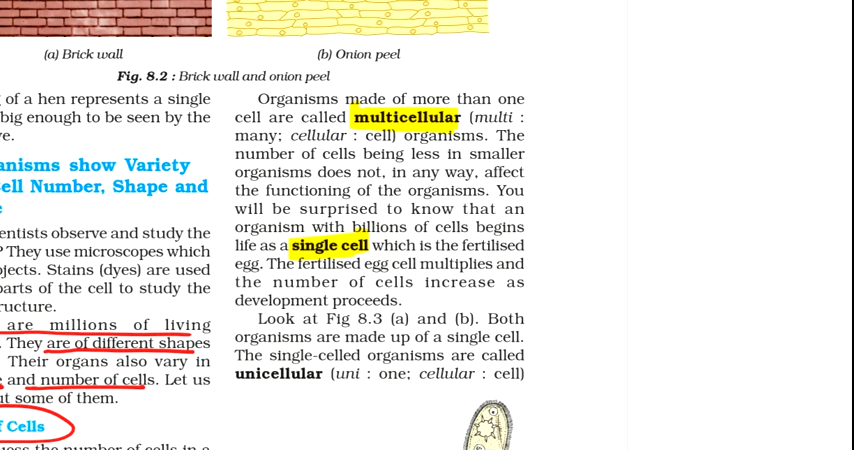 (a) Brick wall
(b) Onion peel
Fig. 8.2 : Brick wall and onion peel
of a hen represents a single
big enough to be seen by the
show Variety
Number, Shape and
observe and study the
They use microscopes which
Stains (dyes) are used
parts of the cell to study the
are millions of living
They are of different shapes
Their organs also vary in
and number of cells. Let us
some of them.
Cells
the number of cells in a
Organisms made of more than one
cell are called multicellular (multi :
many; cellular : cell) organisms. The
number of cells being less in smaller
organisms does not, in any way, affect
the functioning of the organisms. You
will be surprised to know that an
organism with billions of cells begins
life as a single cell which is the fertilised
egg. The fertilised egg cell multiplies and
the number of cells increase as
development proceeds.
Look at Fig 8.3 (a) and (b). Both
organisms are made up of a single cell.
The single-celled organisms are called
unicellular (uni : one; cellular : cell)